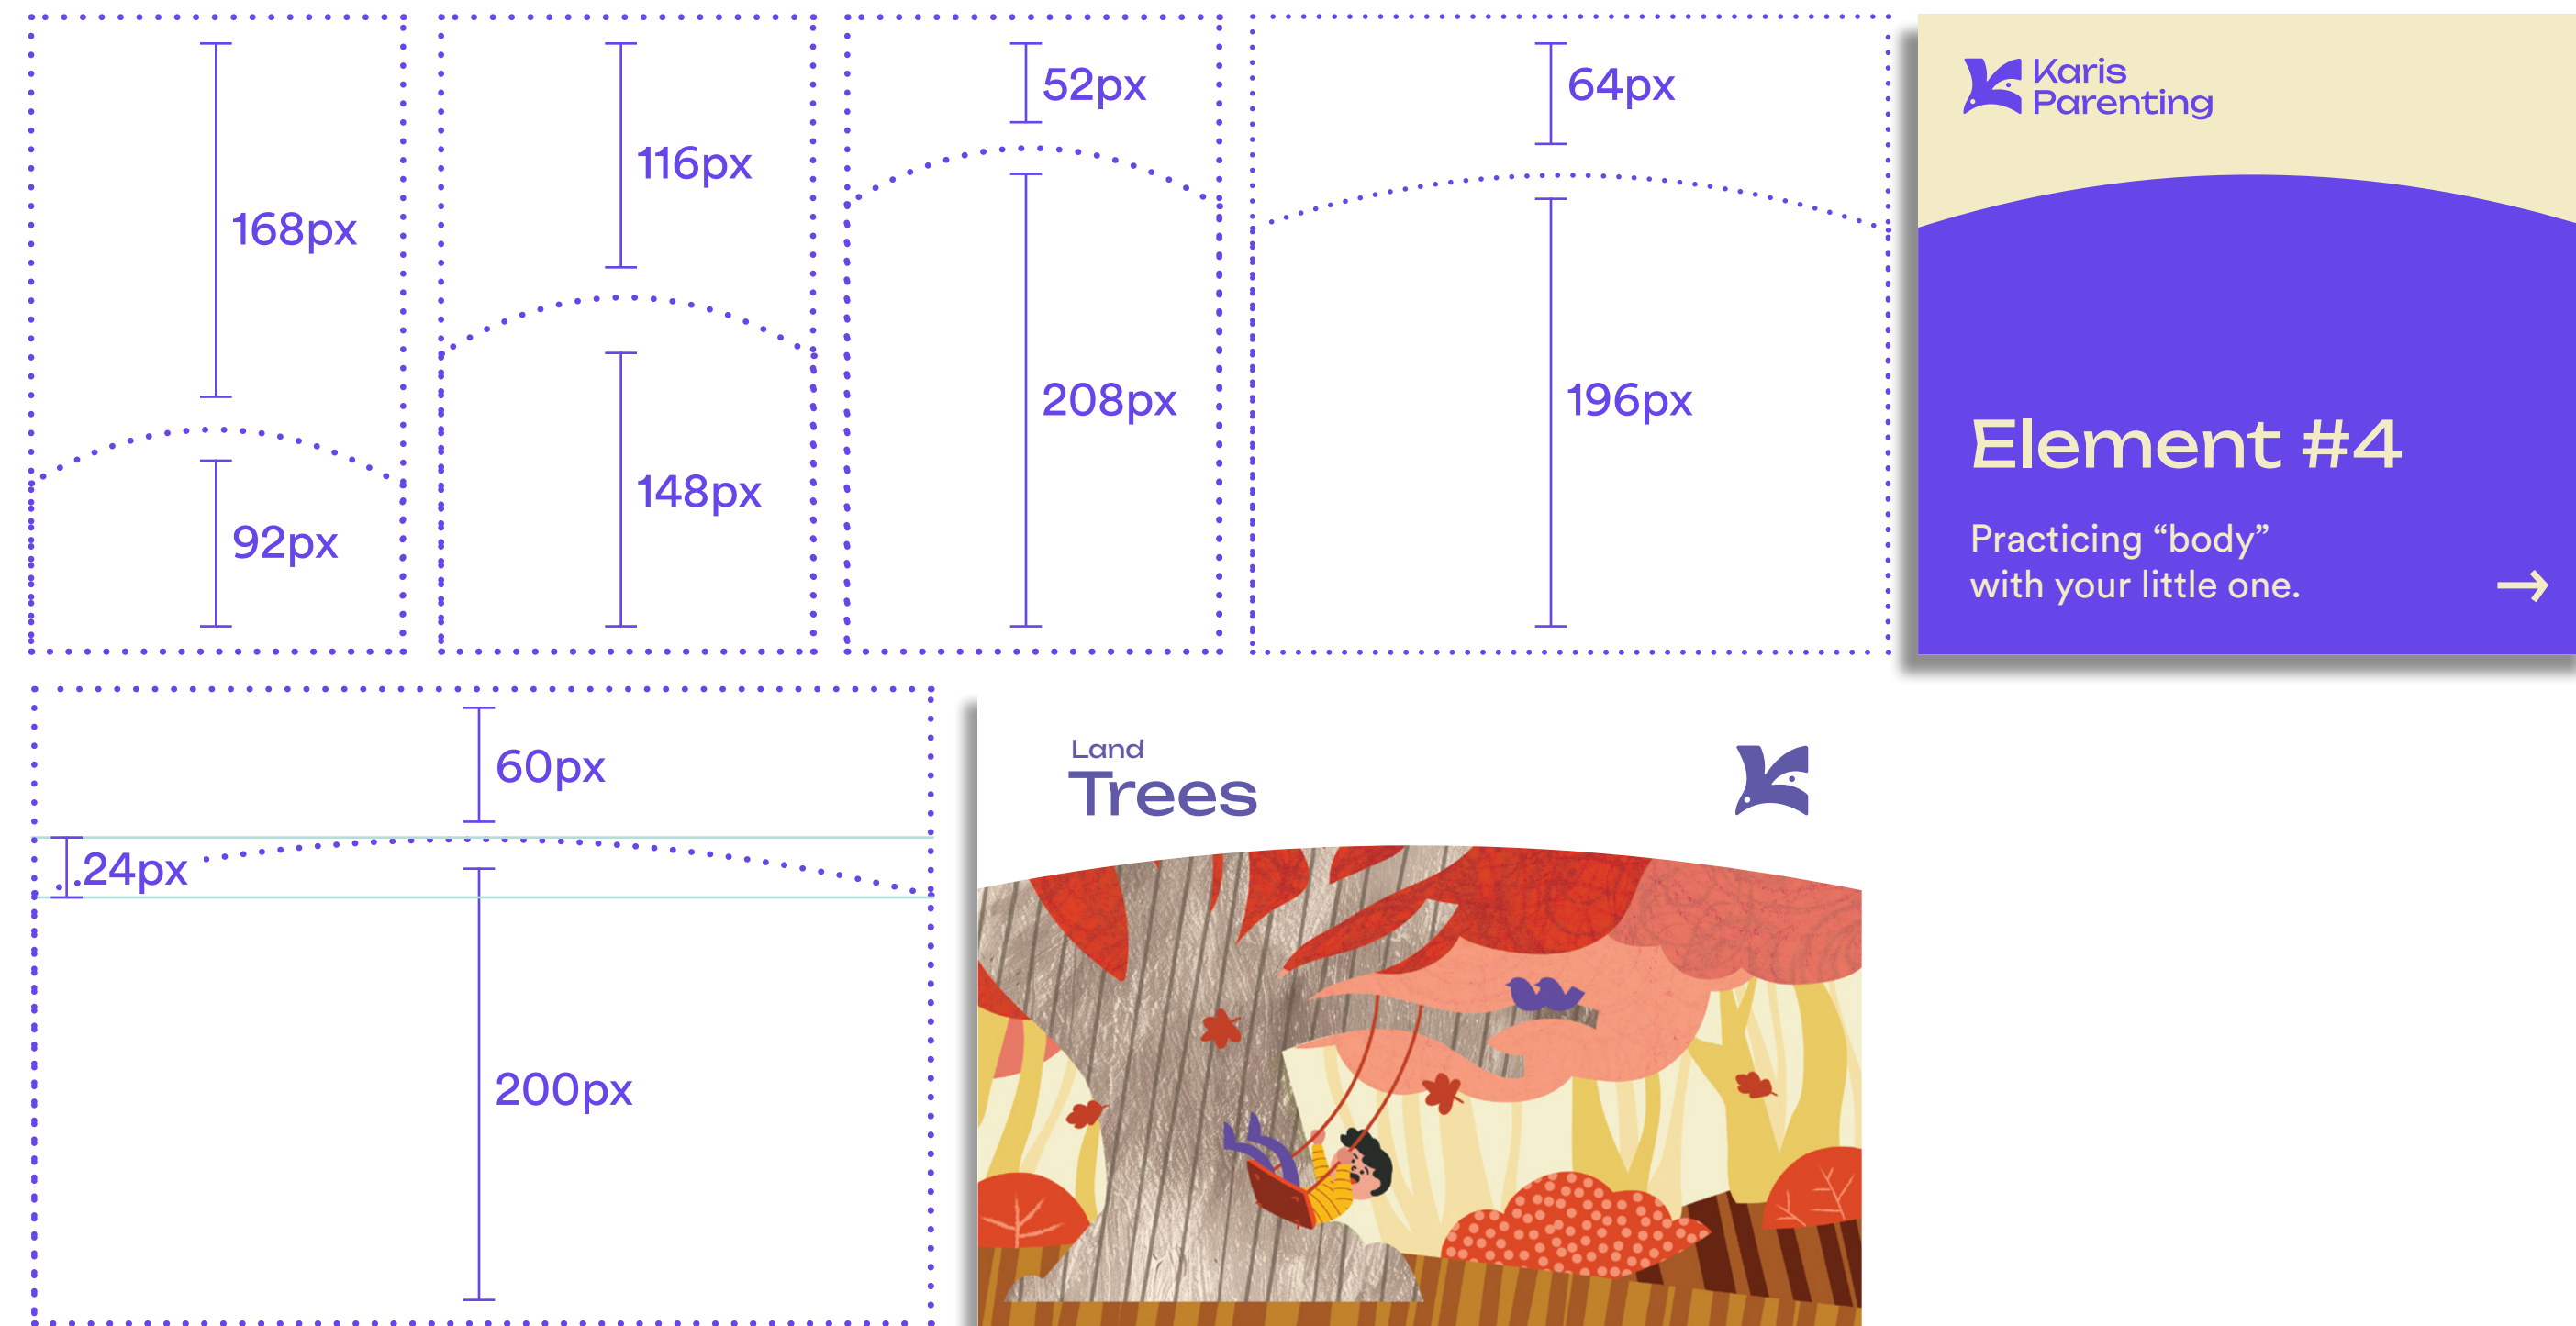 168px
92px
116px
148px
52px
208px
64px
196px
Karis
Parenting
Element #4
Practicing “body”
with your little one.
→
60px
24px
200px
Land
Trees